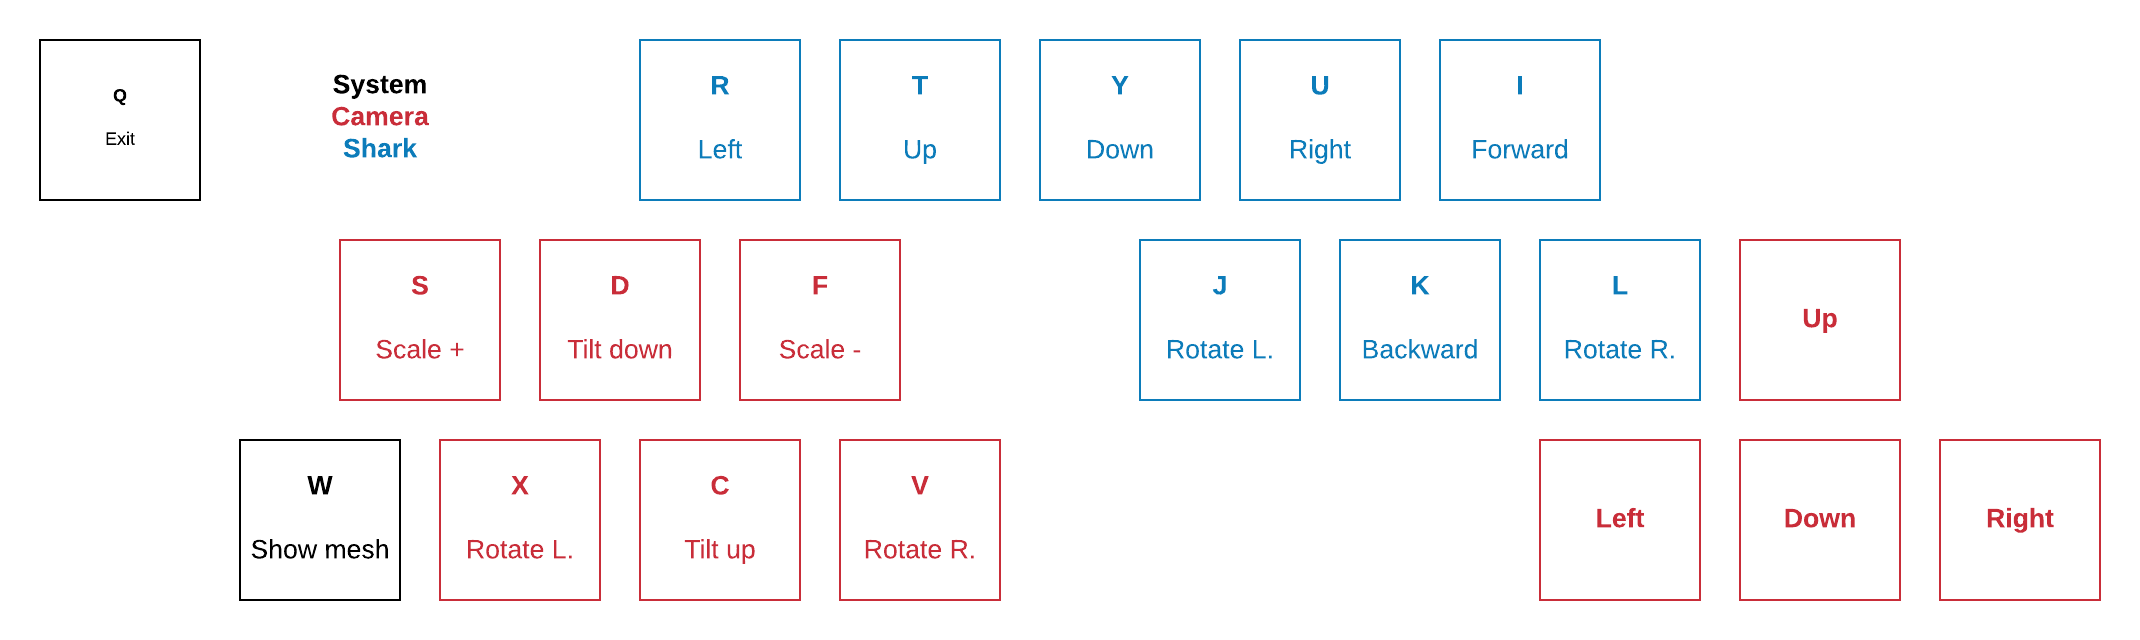 Q
Exit
System
Camera
Shark
R
Left
T
Up
Y
Down
U
Right
I
Forward
S
Scale +
D
Tilt down
F
Scale -
J
Rotate L.
K
Backward
L
Rotate R.
Up
W
Show mesh
X
Rotate L.
C
Tilt up
V
Rotate R.
Left
Down
Right